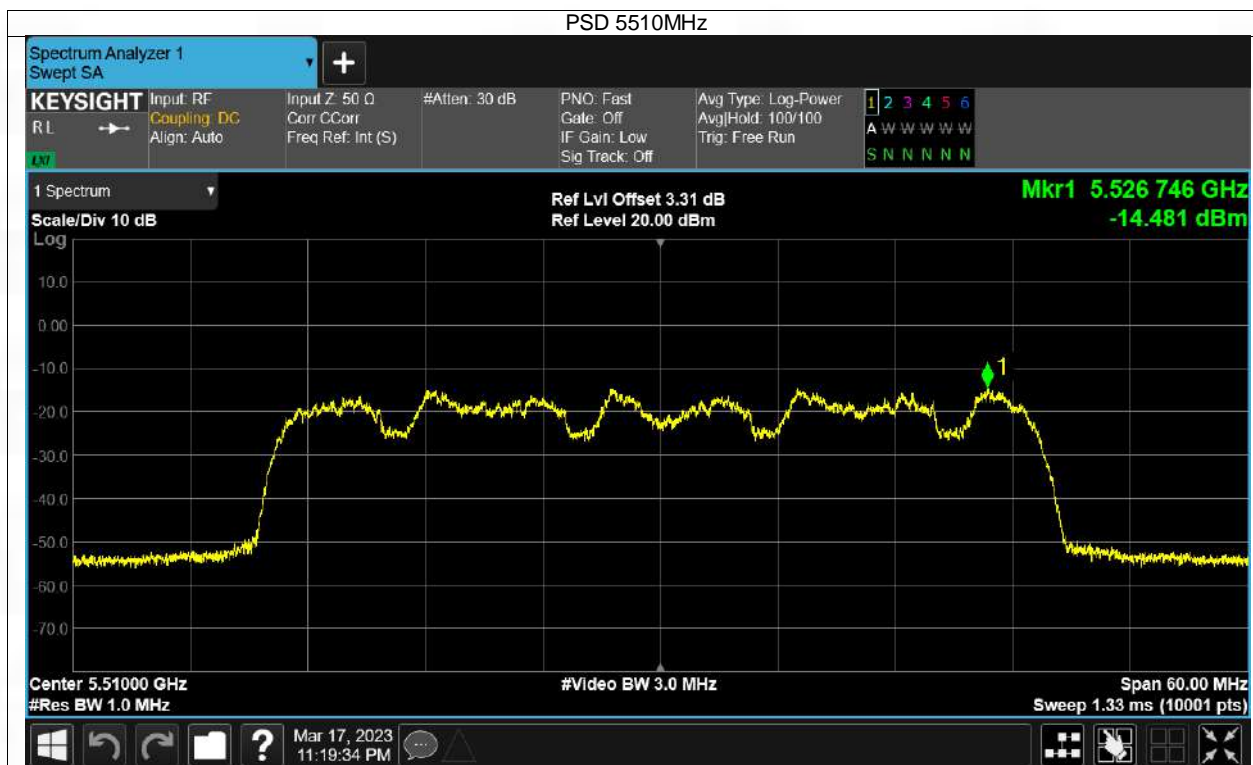 PSD 5510MHz
Spectrum Analyzer 1
Swept SA
+
KEYSIGHT
RL
LXI
Input: RF
Coupling: DC
Align: Auto
Input Z: 50 Ω
Corr CCorr
Freq Ref: Int (S)
#Atten: 30 dB
PNO: Fast
Gate: Off
IF Gain: Low
Sig Track: Off
Avg Type: Log-Power
Avg|Hold: 100/100
Trig: Free Run
1 2 3 4 5 6
A W W W W W
S N N N N N
1 Spectrum
Scale/Div 10 dB
Ref Lvl Offset 3.31 dB
Ref Level 20.00 dBm
Mkr1 5.526 746 GHz
-14.481 dBm
Log
10.0
0.00
-10.0
-20.0
-30.0
-40.0
-50.0
-60.0
-70.0
1
Center 5.51000 GHz
#Res BW 1.0 MHz
#Video BW 3.0 MHz
Span 60.00 MHz
Sweep 1.33 ms (10001 pts)
?
Mar 17, 2023
11:19:34 PM